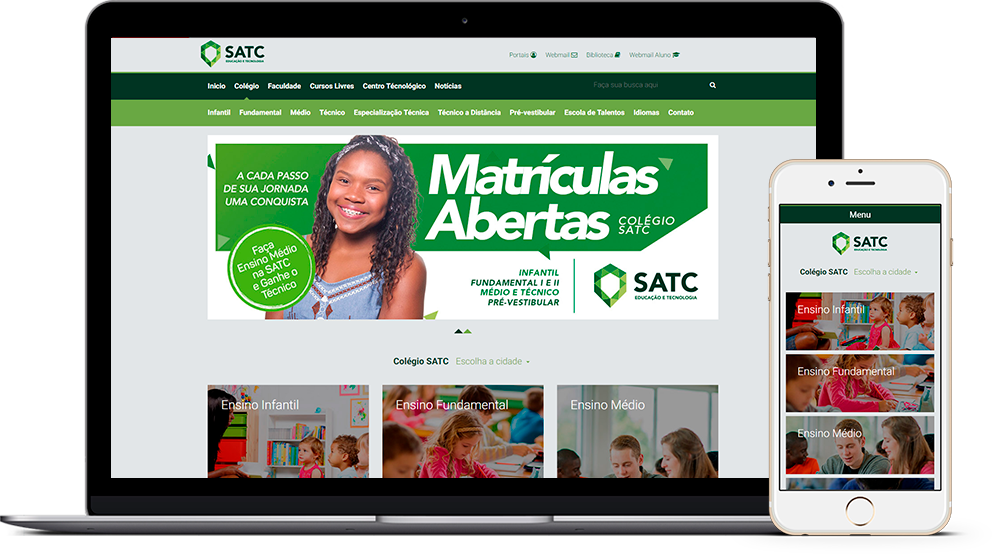 SATC
EDUCAÇÃO E TECNOLOGIA
Portais Webmail Biblioteca Webmail Aluno
Inicio Colégio Faculdade Cursos Livres Centro Técnológico Notícias Faça sua busca aqui
Infantil Fundamental Médio Técnico Especialização Técnica Técnico a Distância Pré-vestibular Escola de Talentos Idiomas Contato
A CADA PASSO
DE SUA JORNADA
UMA CONQUISTA
Faça
Ensino Médio
na SATC
e Ganhe o
Técnico
Matrículas
Abertas
COLÉGIO
SATC
INFANTIL
FUNDAMENTAL I E II
MÉDIO E TÉCNICO
PRÉ-VESTIBULAR
SATC
EDUCAÇÃO E TECNOLOGIA
Colégio SATC Escolha a cidade
Ensino Infantil
Ensino Fundamental
Ensino Médio
Menu
SATC
EDUCAÇÃO E TECNOLOGIA
Colégio SATC Escolha a cidade
Ensino Infantil
Ensino Fundamental
Ensino Médio